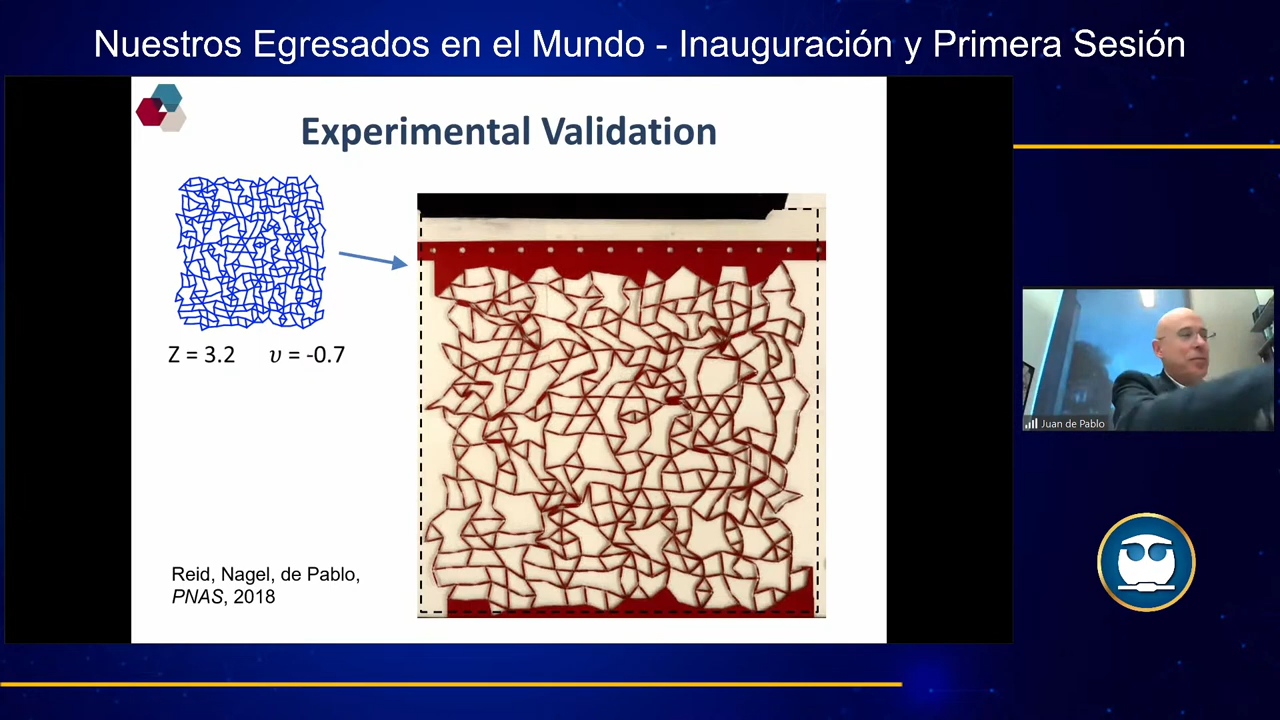 Nuestros Egresados en el Mundo - Inauguración y Primera Sesión
Experimental Validation
Z = 3.2 υ = -0.7
Reid, Nagel, de Pablo,
PNAS, 2018
Juan de Pablo